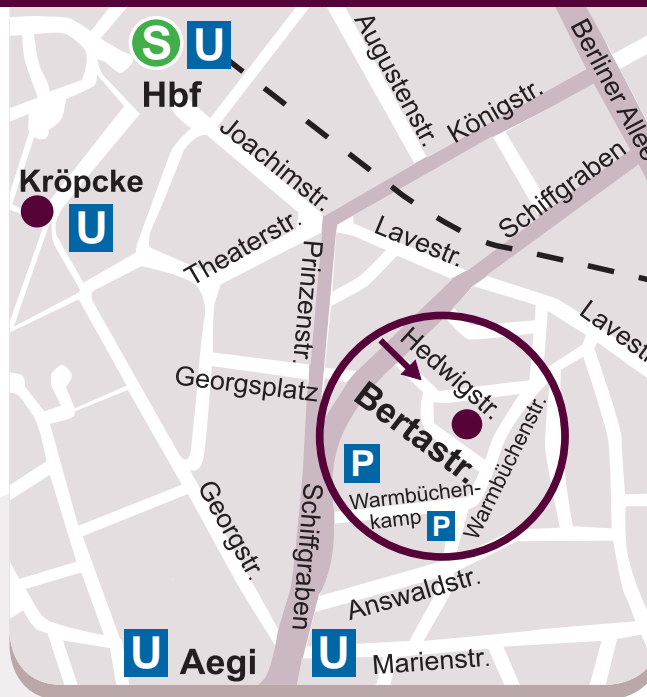 S U
Hbf
Augustenstr.
Berliner Allee
Königstr.
Joachimstr.
Schiffgraben
Kröpcke
U
Theaterstr.
Lavestr.
Prinzenstr.
Lavestr
Hedwigstr.
Georgsplatz
Bertastr.
Warmbüchenstr.
P
Warmbüchen-
kamp P
Georgstr.
Schiffgraben
Answaldstr.
U Aegi U
Marienstr.